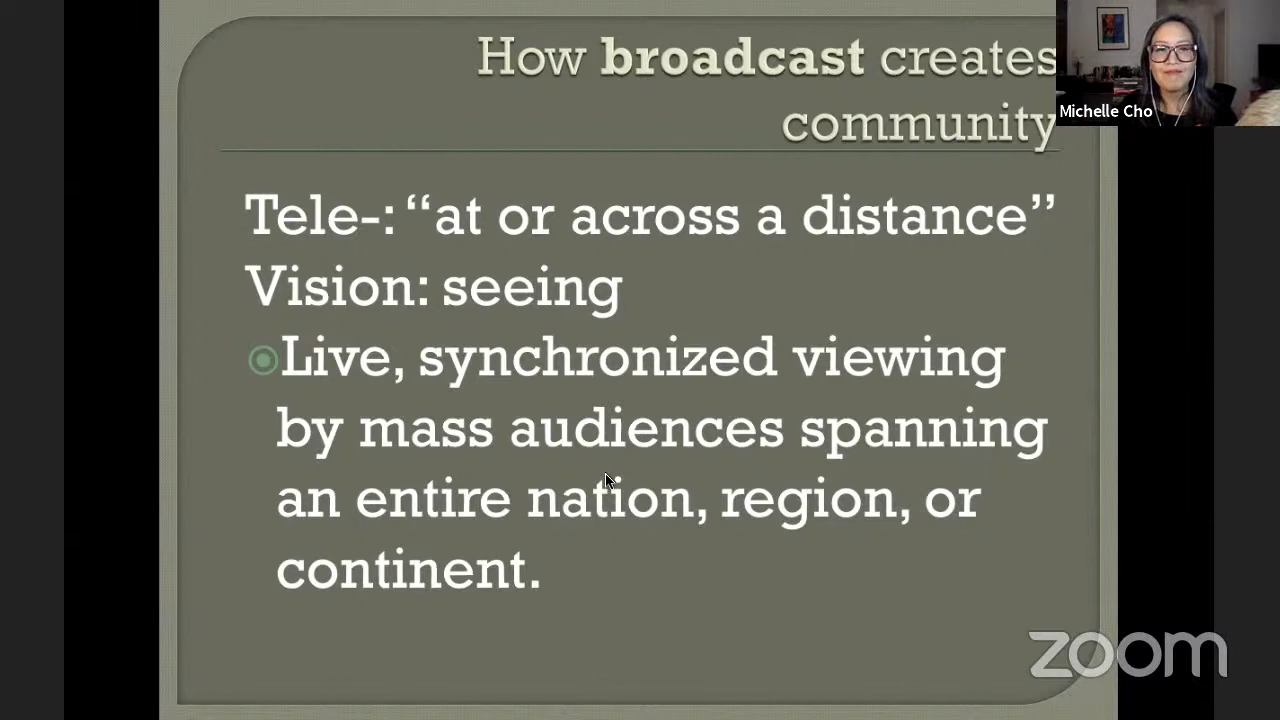 How broadcast creates
community
Michelle Cho
Tele-: “at or across a distance”
Vision: seeing
Live, synchronized viewing
by mass audiences spanning
an entire nation, region, or
continent.
zoom